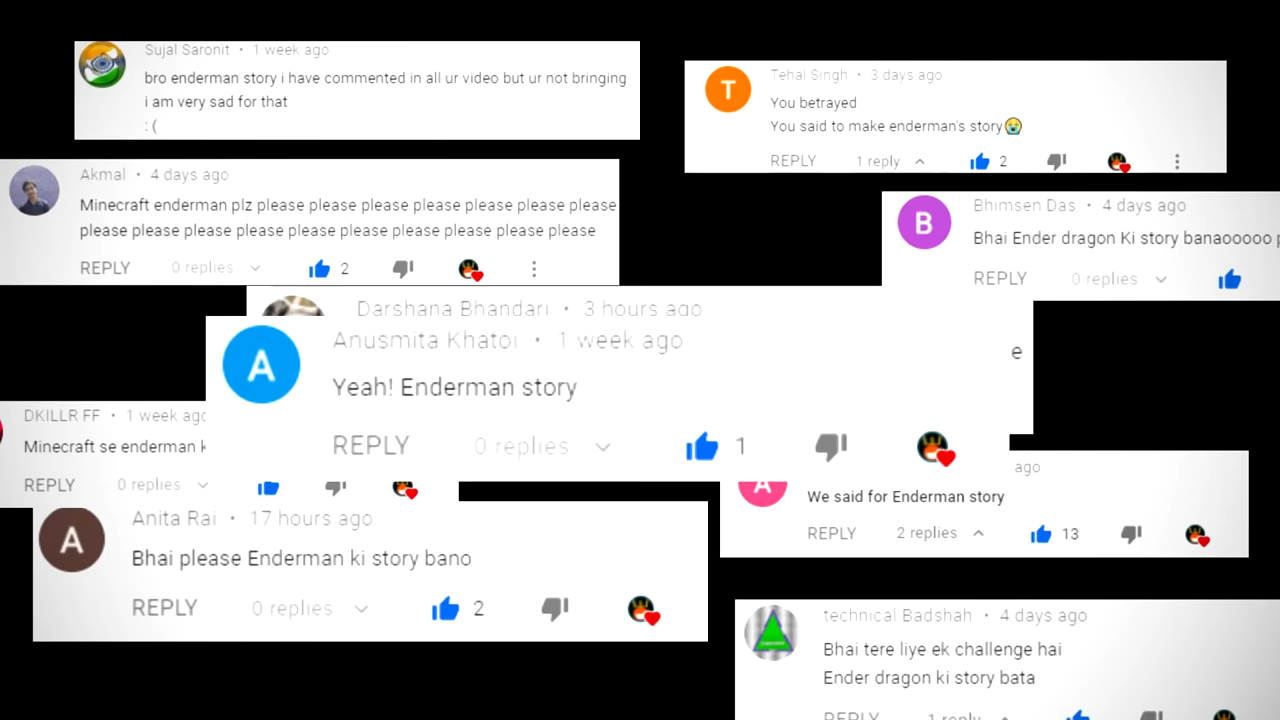 Sujal Saronit • 1 week ago
bro enderman story i have commented in all ur video but ur not bringing
i am very sad for that
: (
T
Tehal Singh • 3 days ago
You betrayed
You said to make enderman's story
REPLY 1 reply 2
Akmal • 4 days ago
Minecraft enderman plz please please please please please please please
please please please please please please please please please please
REPLY 0 replies 2
B
Bhimsen Das • 4 days ago
Bhai Ender dragon Ki story banaooooo
REPLY 0 replies
Darshana Bhandari • 3 hours ago
e
A
Anusmita Khatoi • 1 week ago
Yeah! Enderman story
REPLY 0 replies 1
DKILLR FF • 1 week ago
Minecraft se enderman
REPLY 0 replies
ago
A
We said for Enderman story
REPLY 2 replies 13
A
Anita Rai • 17 hours ago
Bhai please Enderman ki story bano
REPLY 0 replies 2
technical Badshah • 4 days ago
Bhai tere liye ek challenge hai
Ender dragon ki story bata
REPLY 1 reply